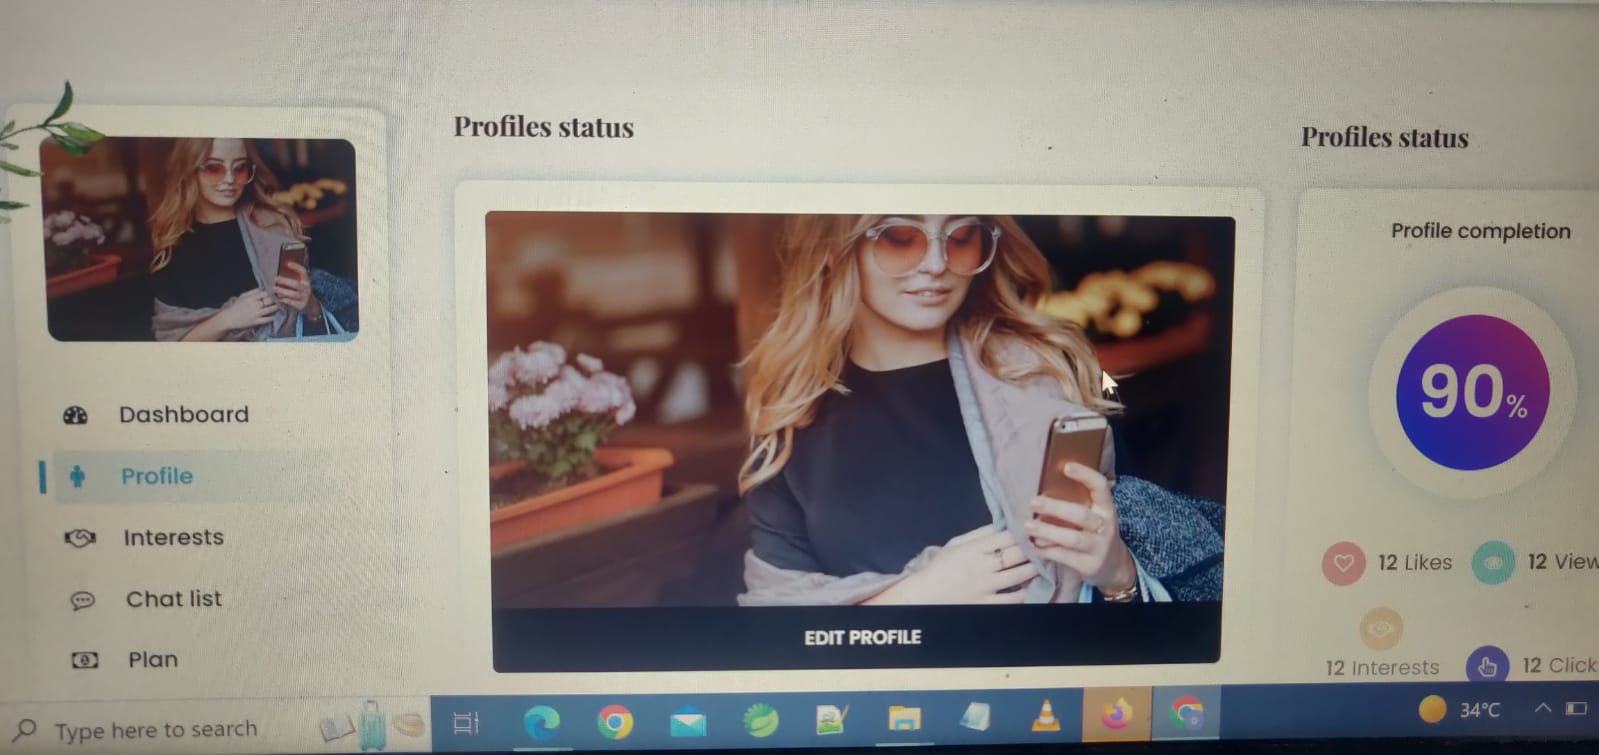 Profiles status
Profiles status
Profile completion
90%
Dashboard
Profile
Interests
Chat list
Plan
EDIT PROFILE
12 Likes
12 View
12 Interests
12 Click
Type here to search
34°C